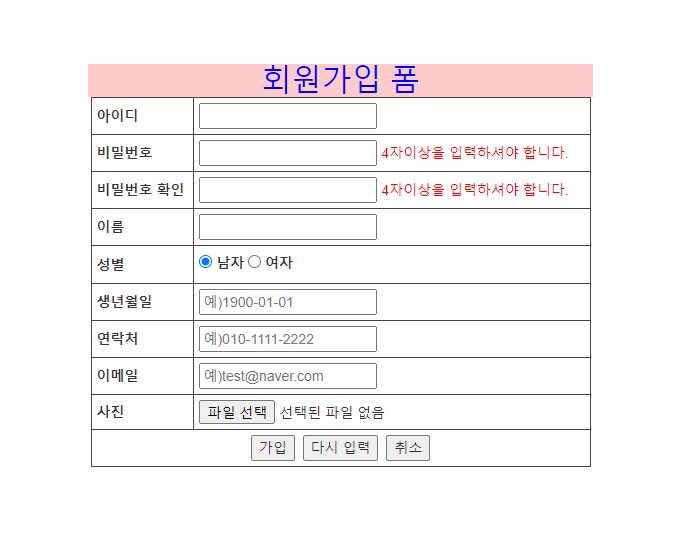 회원가입 폼
아이디
비밀번호 4자이상을 입력하셔야 합니다.
비밀번호 확인 4자이상을 입력하셔야 합니다.
이름
성별 남자 여자
생년월일 예)1900-01-01
연락처 예)010-1111-2222
이메일 예)test@naver.com
사진 파일 선택 선택된 파일 없음
가입 다시 입력 취소